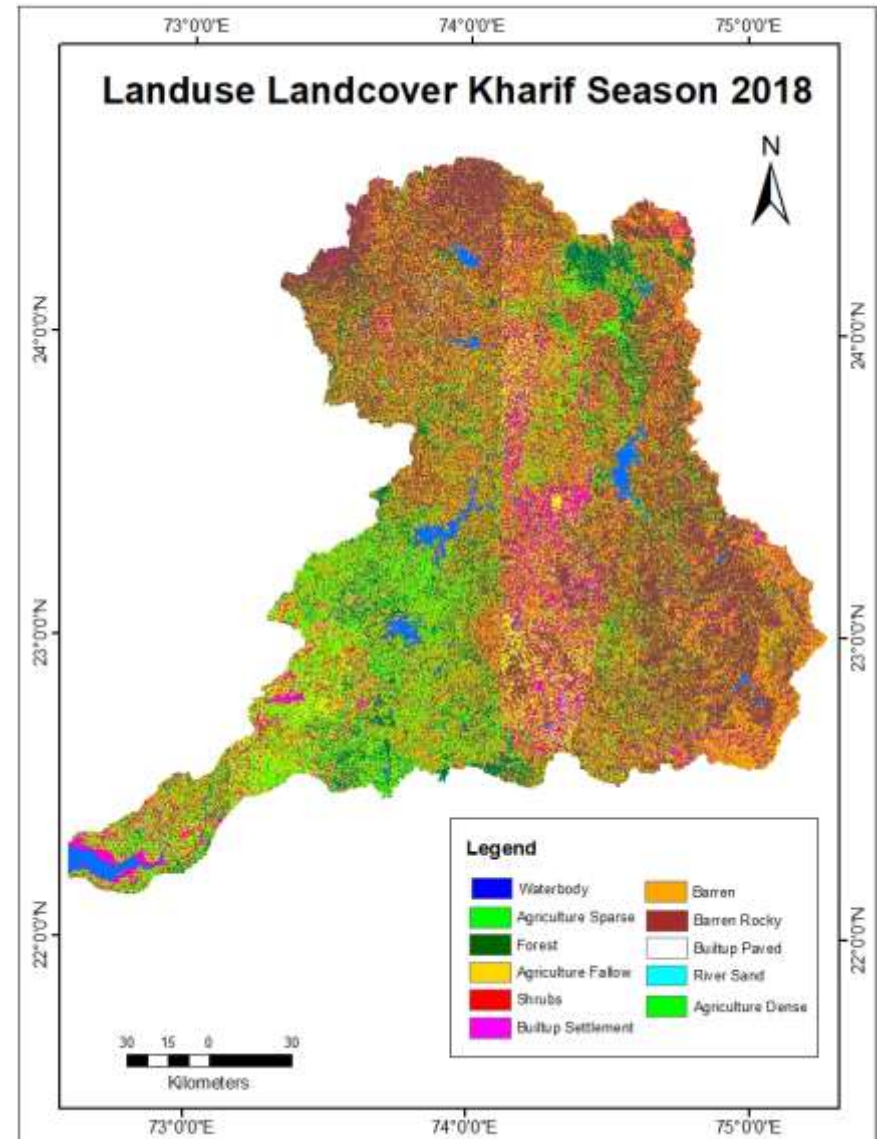 73°0'0"E 74°0'0"E 75°0'0"E
Landuse Landcover Kharif Season 2018
N
24°0'0"N 24°0'0"N
23°0'0"N 23°0'0"N
22°0'0"N 22°0'0"N
Legend
Waterbody
Agriculture Sparse
Forest
Agriculture Fallow
Shrubs
Builtup Settlement
Barren
Barren Rocky
Builtup Paved
River Sand
Agriculture Dense
30 15 0 30
Kilometers
73°0'0"E 74°0'0"E 75°0'0"E